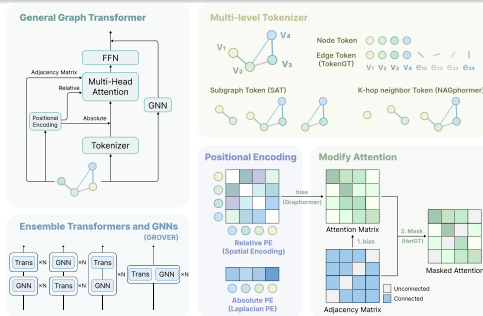 General Graph Transformer
FFN
Adjacency Matrix
Multi-Head
Attention
Relative
GNN
Positional
Encoding
Absolute
Tokenizer
Ensemble Transformers and GNNs
(GROVER)
Trans ×N GNN ×N Trans ×N Trans GNN ×N
GNN Trans GNN
Multi-level Tokenizer
V₁ V₂ V₃ V₄
Node Token
Edge Token
(TokenGT)
V₁ V₂ V₃ V₄ e₁₂ e₂₃ e₂₄ e₃₄
Subgraph Token (SAT)
K-hop neighbor Token (NAGphormer)
Positional Encoding
Relative PE
(Spatial Encoding)
Absolute PE
(Laplacian PE)
Modify Attention
bias
(Graphormer)
Attention Matrix
1. bias
2. Mask
(HetGT)
Masked Attention
Adjacency Matrix
Unconnected
Connected